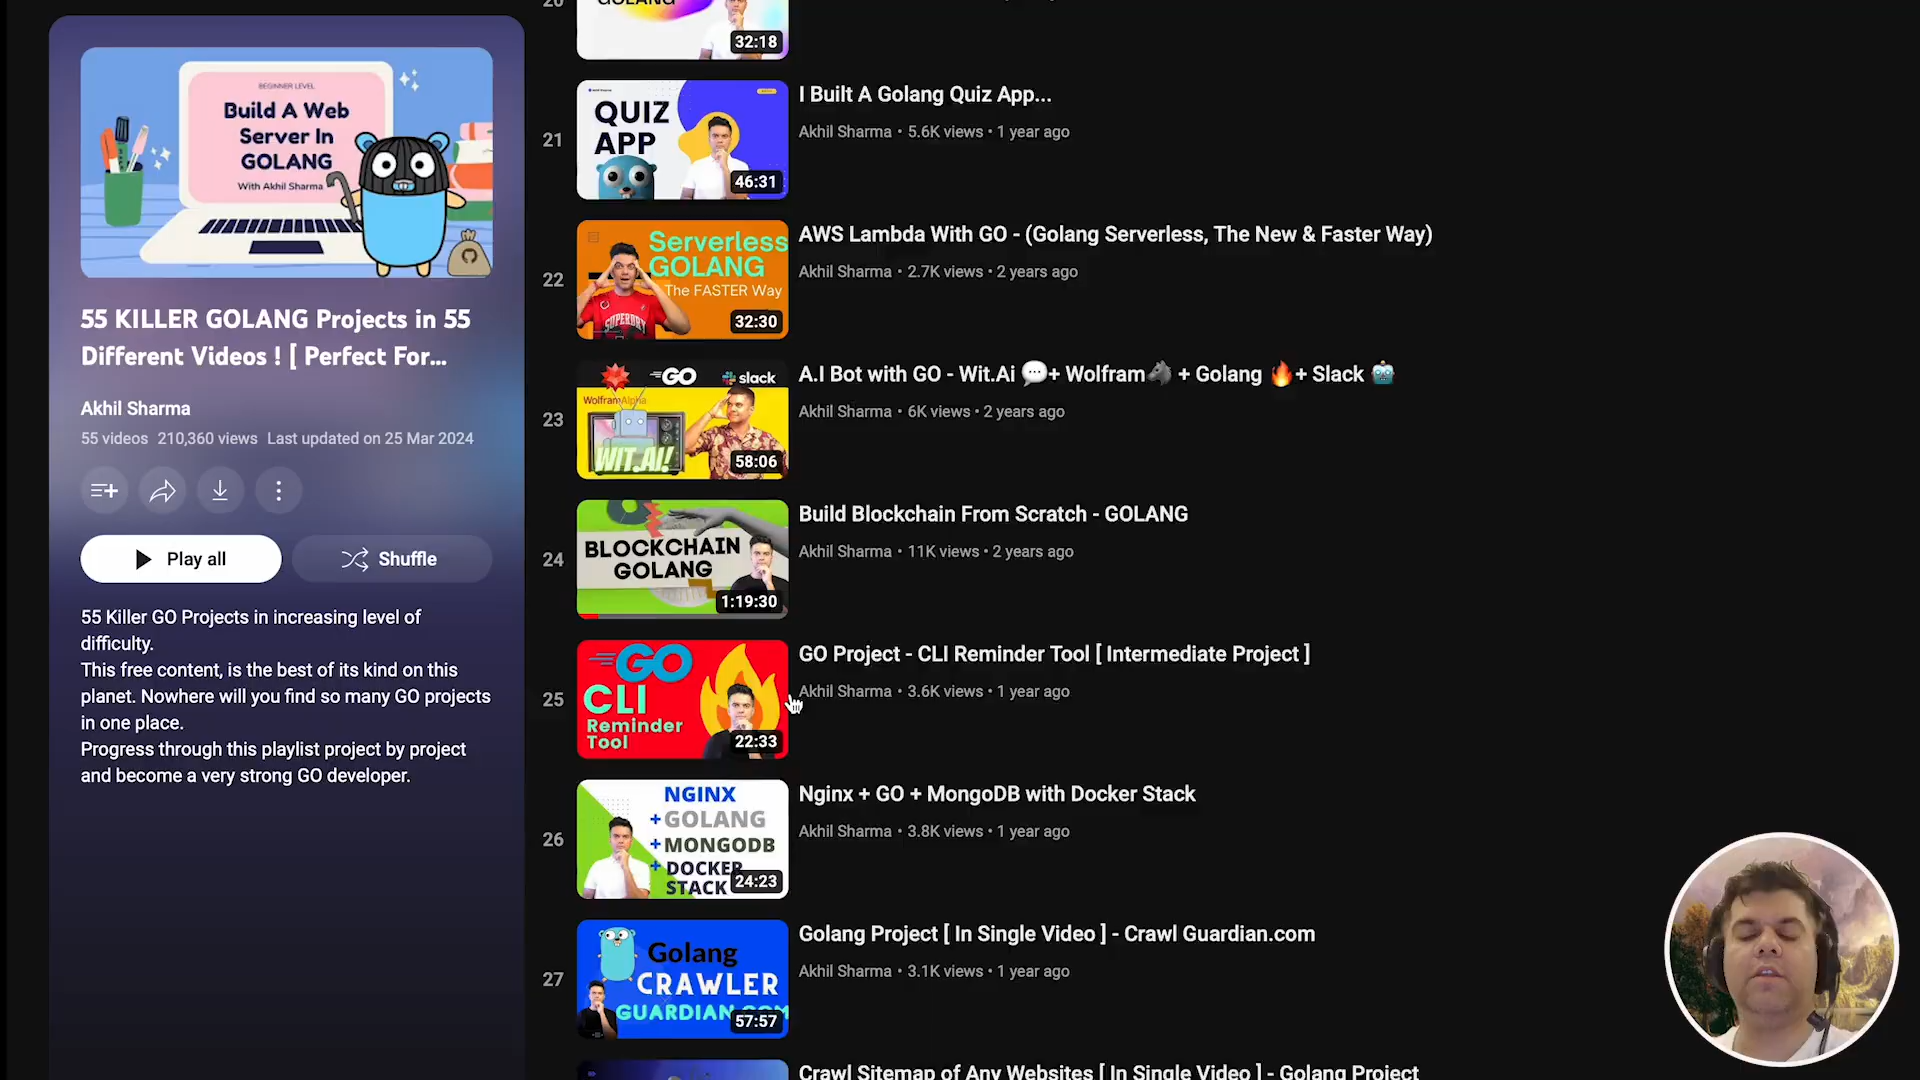 BEGINNER LEVEL
Build A Web
Server In
GOLANG
With Akhil Sharma
55 KILLER GOLANG Projects in 55
Different Videos ! [ Perfect For...
Akhil Sharma
55 videos 210,360 views Last updated on 25 Mar 2024
Play all
Shuffle
55 Killer GO Projects in increasing level of
difficulty.
This free content, is the best of its kind on this
planet. Nowhere will you find so many GO projects
in one place.
Progress through this playlist project by project
and become a very strong GO developer.
20
GOLANG
32:18
21
QUIZ
APP
46:31
I Built A Golang Quiz App...
Akhil Sharma • 5.6K views • 1 year ago
22
Serverless
GOLANG
The FASTER Way
SUPERDRY
32:30
AWS Lambda With GO - (Golang Serverless, The New & Faster Way)
Akhil Sharma • 2.7K views • 2 years ago
23
GO
slack
WolframAlpha
WIT.AI!
58:06
A.I Bot with GO - Wit.Ai 💬+ Wolfram🐺 + Golang 🔥+ Slack 🤖
Akhil Sharma • 6K views • 2 years ago
24
BLOCKCHAIN
GOLANG
1:19:30
Build Blockchain From Scratch - GOLANG
Akhil Sharma • 11K views • 2 years ago
25
GO
CLI
Reminder
Tool
22:33
GO Project - CLI Reminder Tool [ Intermediate Project ]
Akhil Sharma • 3.6K views • 1 year ago
26
NGINX
+GOLANG
+MONGODB
+DOCKER
STACK
24:23
Nginx + GO + MongoDB with Docker Stack
Akhil Sharma • 3.8K views • 1 year ago
27
Golang
CRAWLER
GUARDIAN.COM
57:57
Golang Project [ In Single Video ] - Crawl Guardian.com
Akhil Sharma • 3.1K views • 1 year ago
Crawl Sitemap of Any Websites [ In Single Video ] - Golang Project